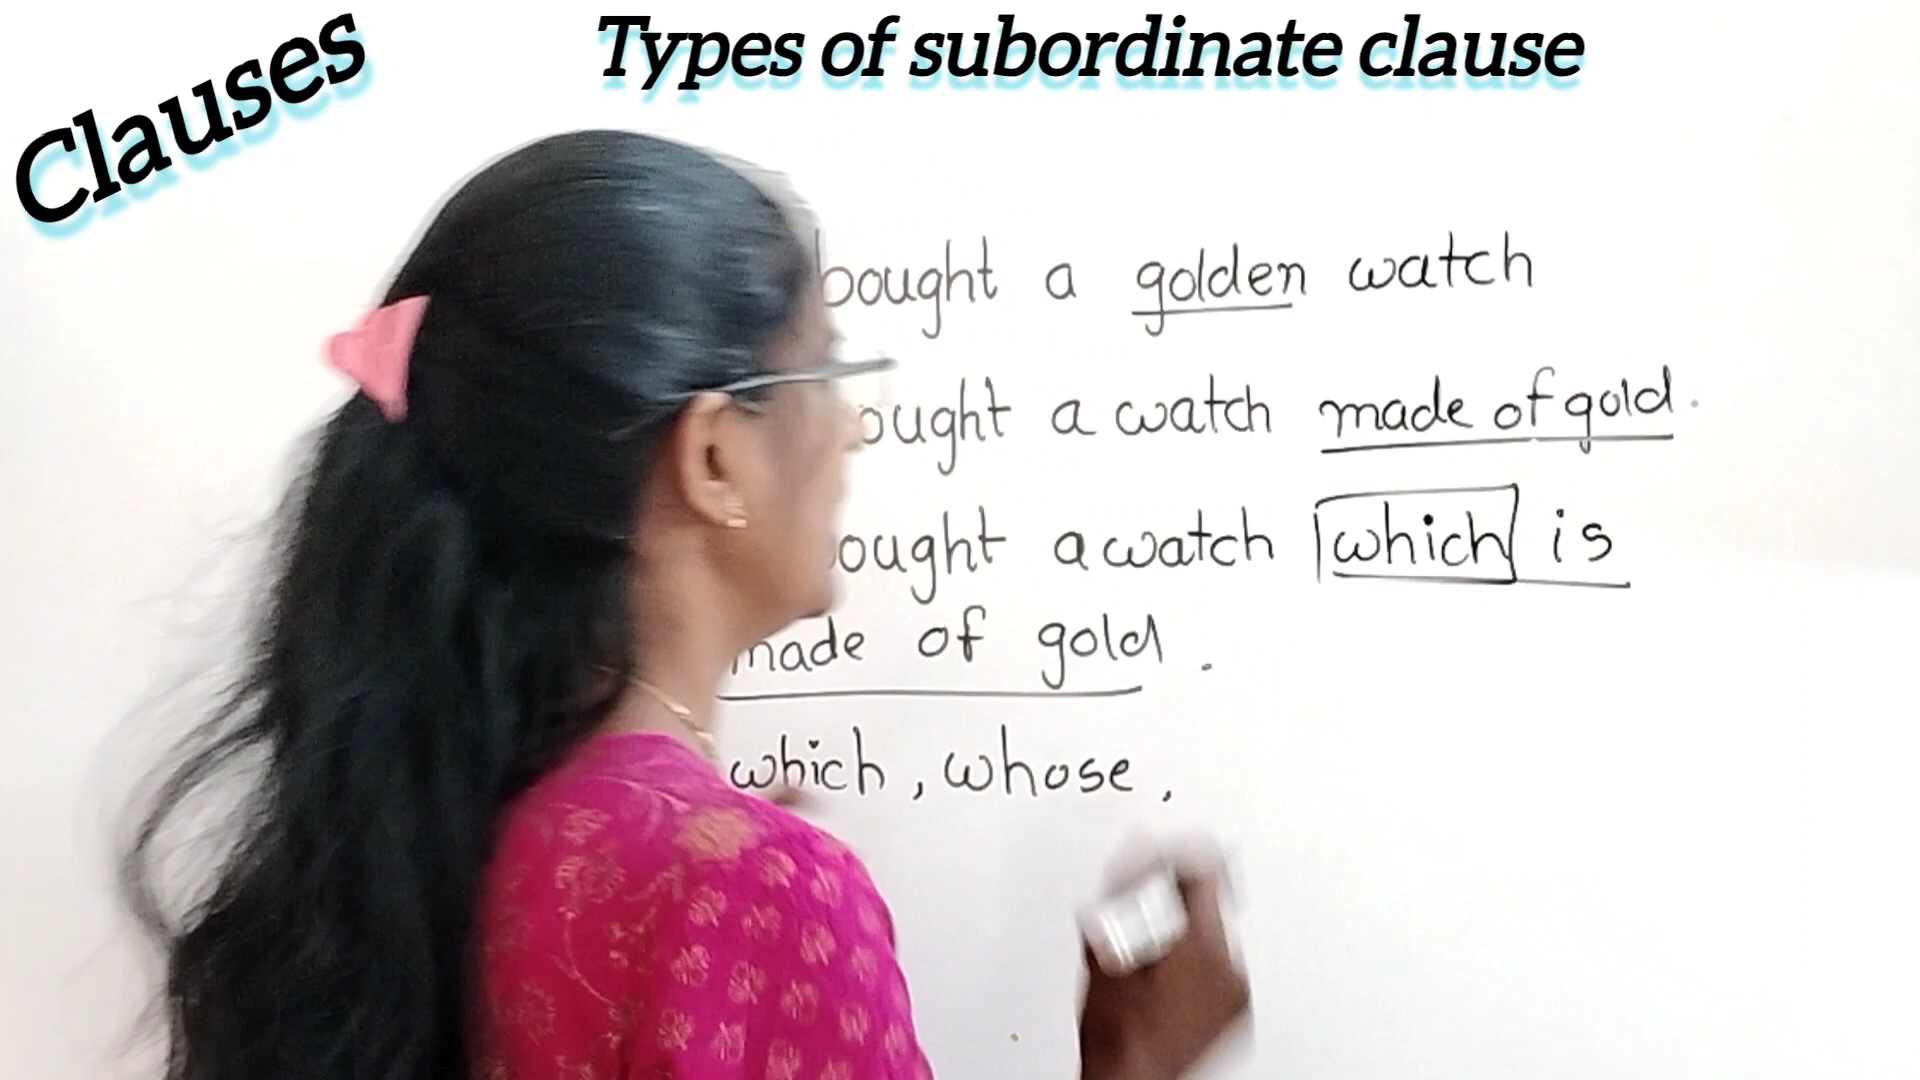 Clauses
Types of subordinate clause
bought a golden watch
ought a watch made of gold.
ought a watch which is
made of gold.
which, whose,